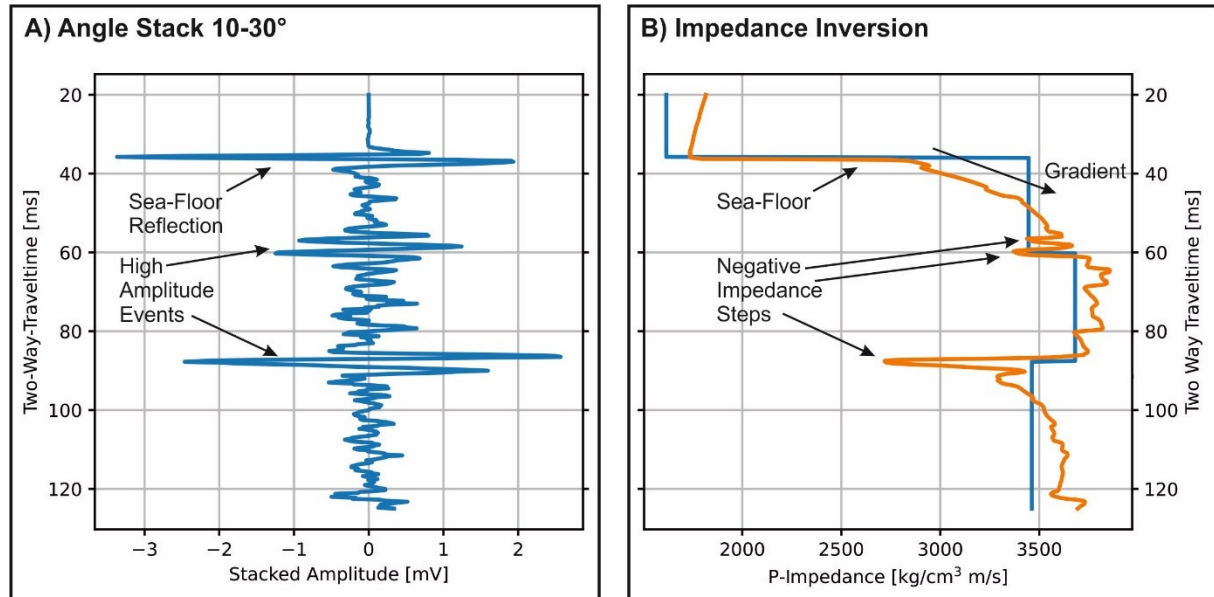 A) Angle Stack 10-30°
20
40
60
80
100
120
Two-Way-Traveltime [ms]
Sea-Floor
Reflection
High
Amplitude
Events
−3
−2
−1
0
1
2
Stacked Amplitude [mV]
B) Impedance Inversion
Gradient
Sea-Floor
Negative
Impedance
Steps
20
40
60
80
100
120
Two Way Traveltime [ms]
2000
2500
3000
3500
P-Impedance [kg/cm³ m/s]